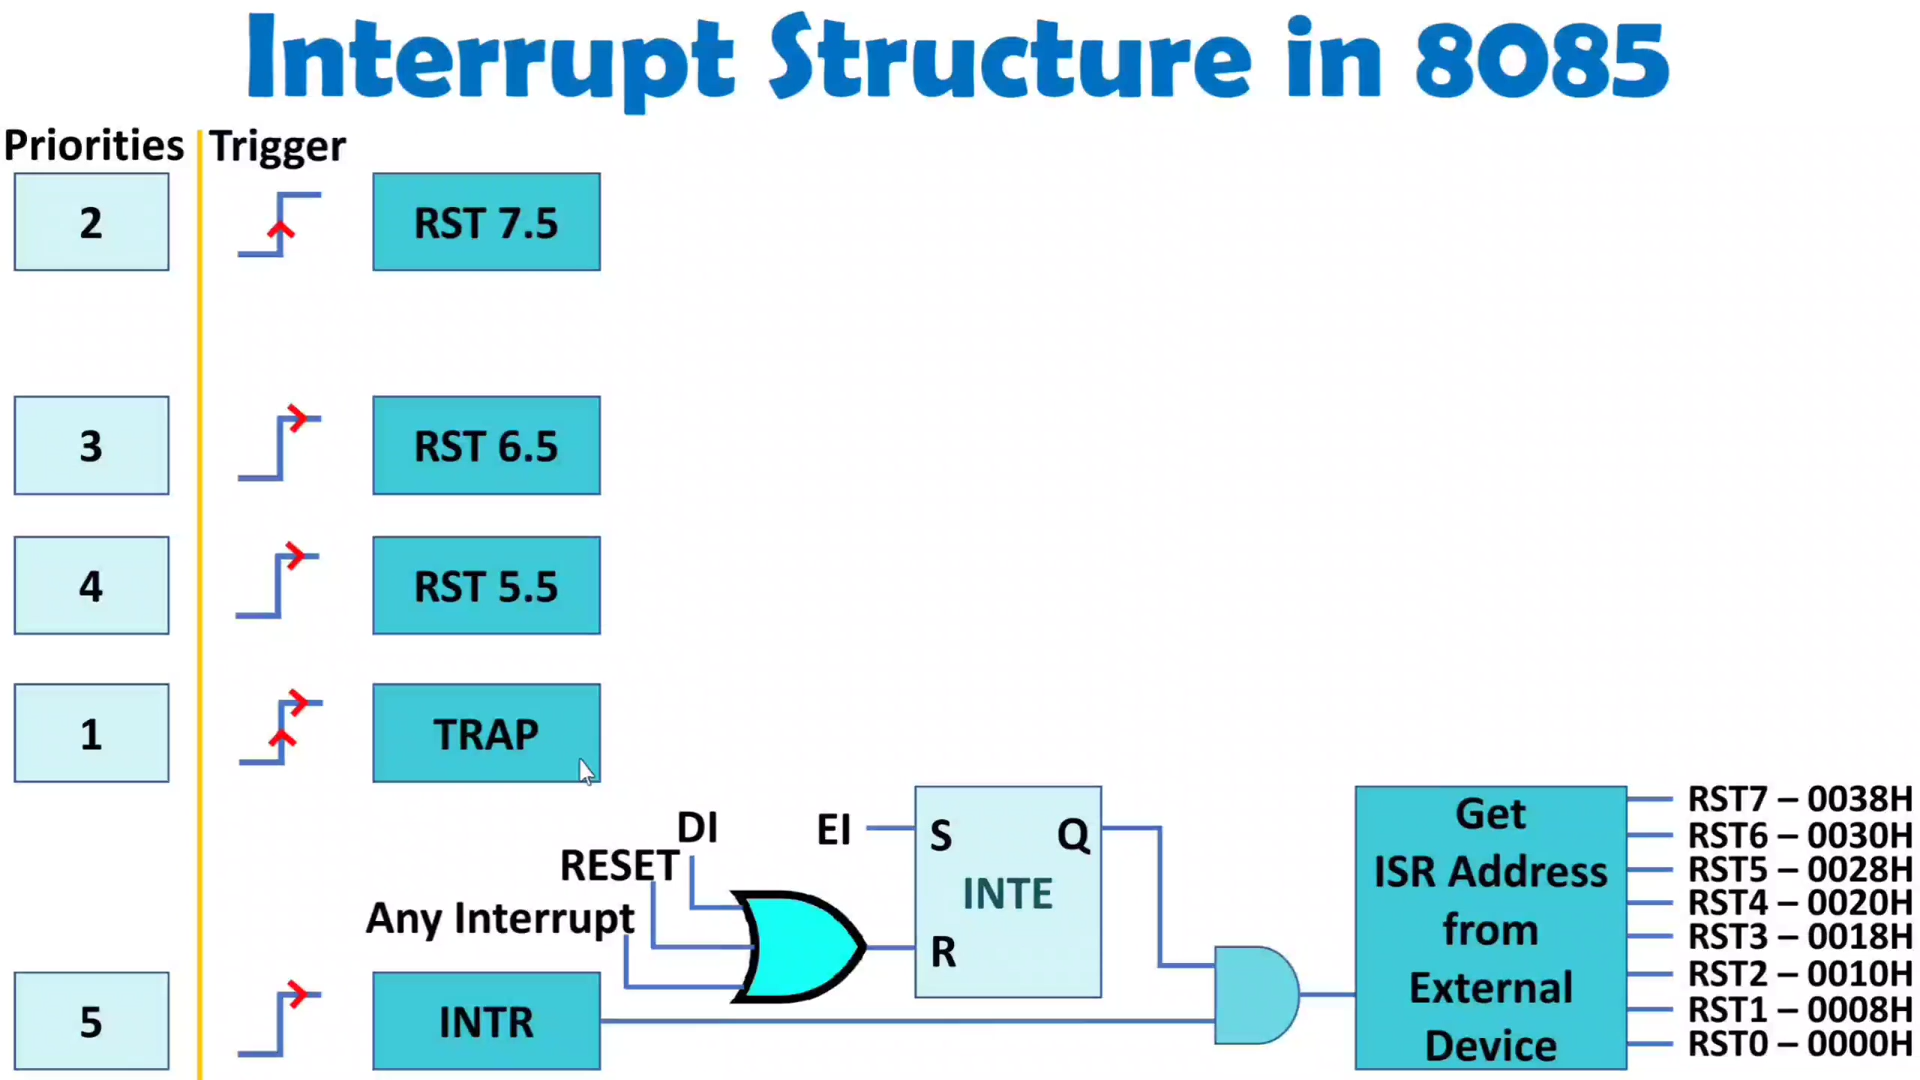 Interrupt Structure in 8085
Priorities
Trigger
2
RST 7.5
3
RST 6.5
4
RST 5.5
1
TRAP
DI
EI
RESET
Any Interrupt
S
Q
INTE
R
5
INTR
Get
ISR Address
from
External
Device
RST7 – 0038H
RST6 – 0030H
RST5 – 0028H
RST4 – 0020H
RST3 – 0018H
RST2 – 0010H
RST1 – 0008H
RST0 – 0000H